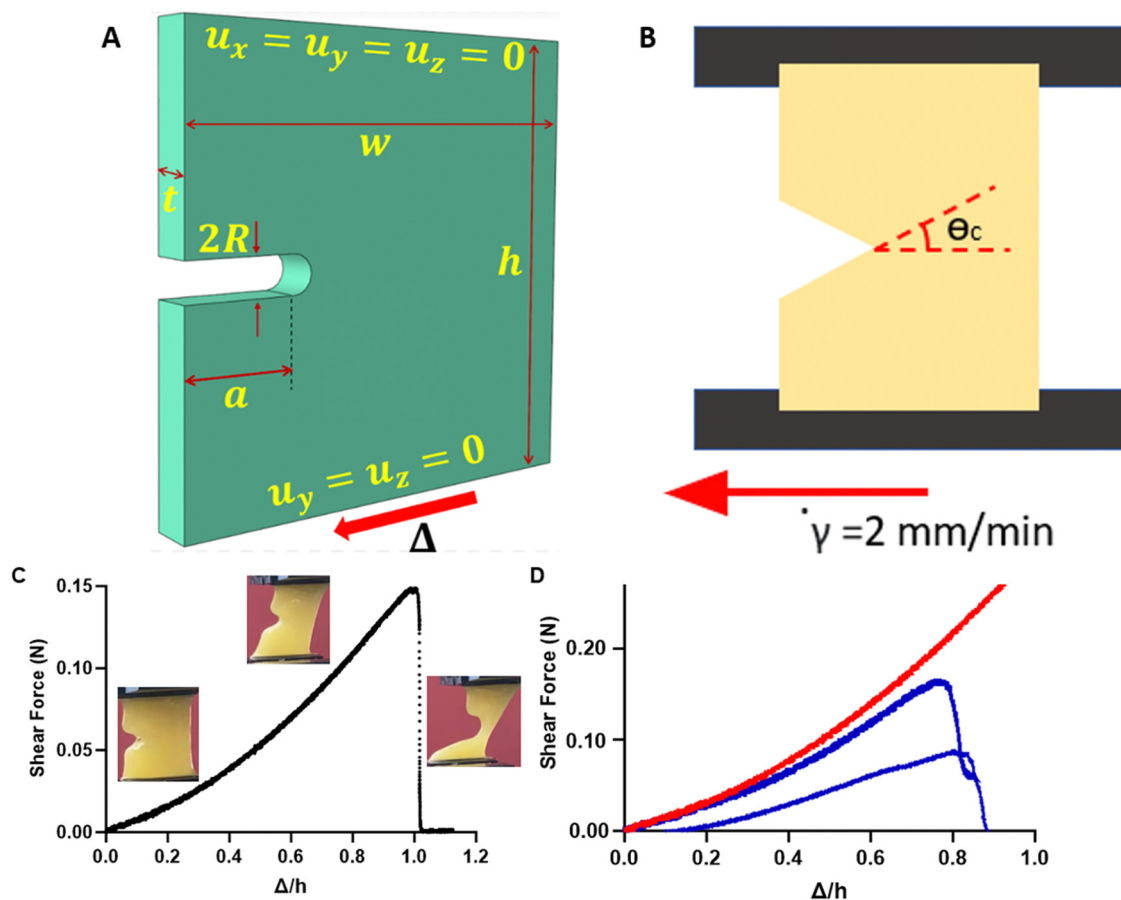 A
u_x = u_y = u_z = 0
w
t
2R
h
a
u_y = u_z = 0
Δ
B
Θc
γ̇ =2 mm/min
C
0.15
0.10
0.05
0.00
Shear Force (N)
0.0 0.2 0.4 0.6 0.8 1.0 1.2
Δ/h
D
0.20
0.10
0.00
Shear Force (N)
0.0 0.2 0.4 0.6 0.8 1.0
Δ/h